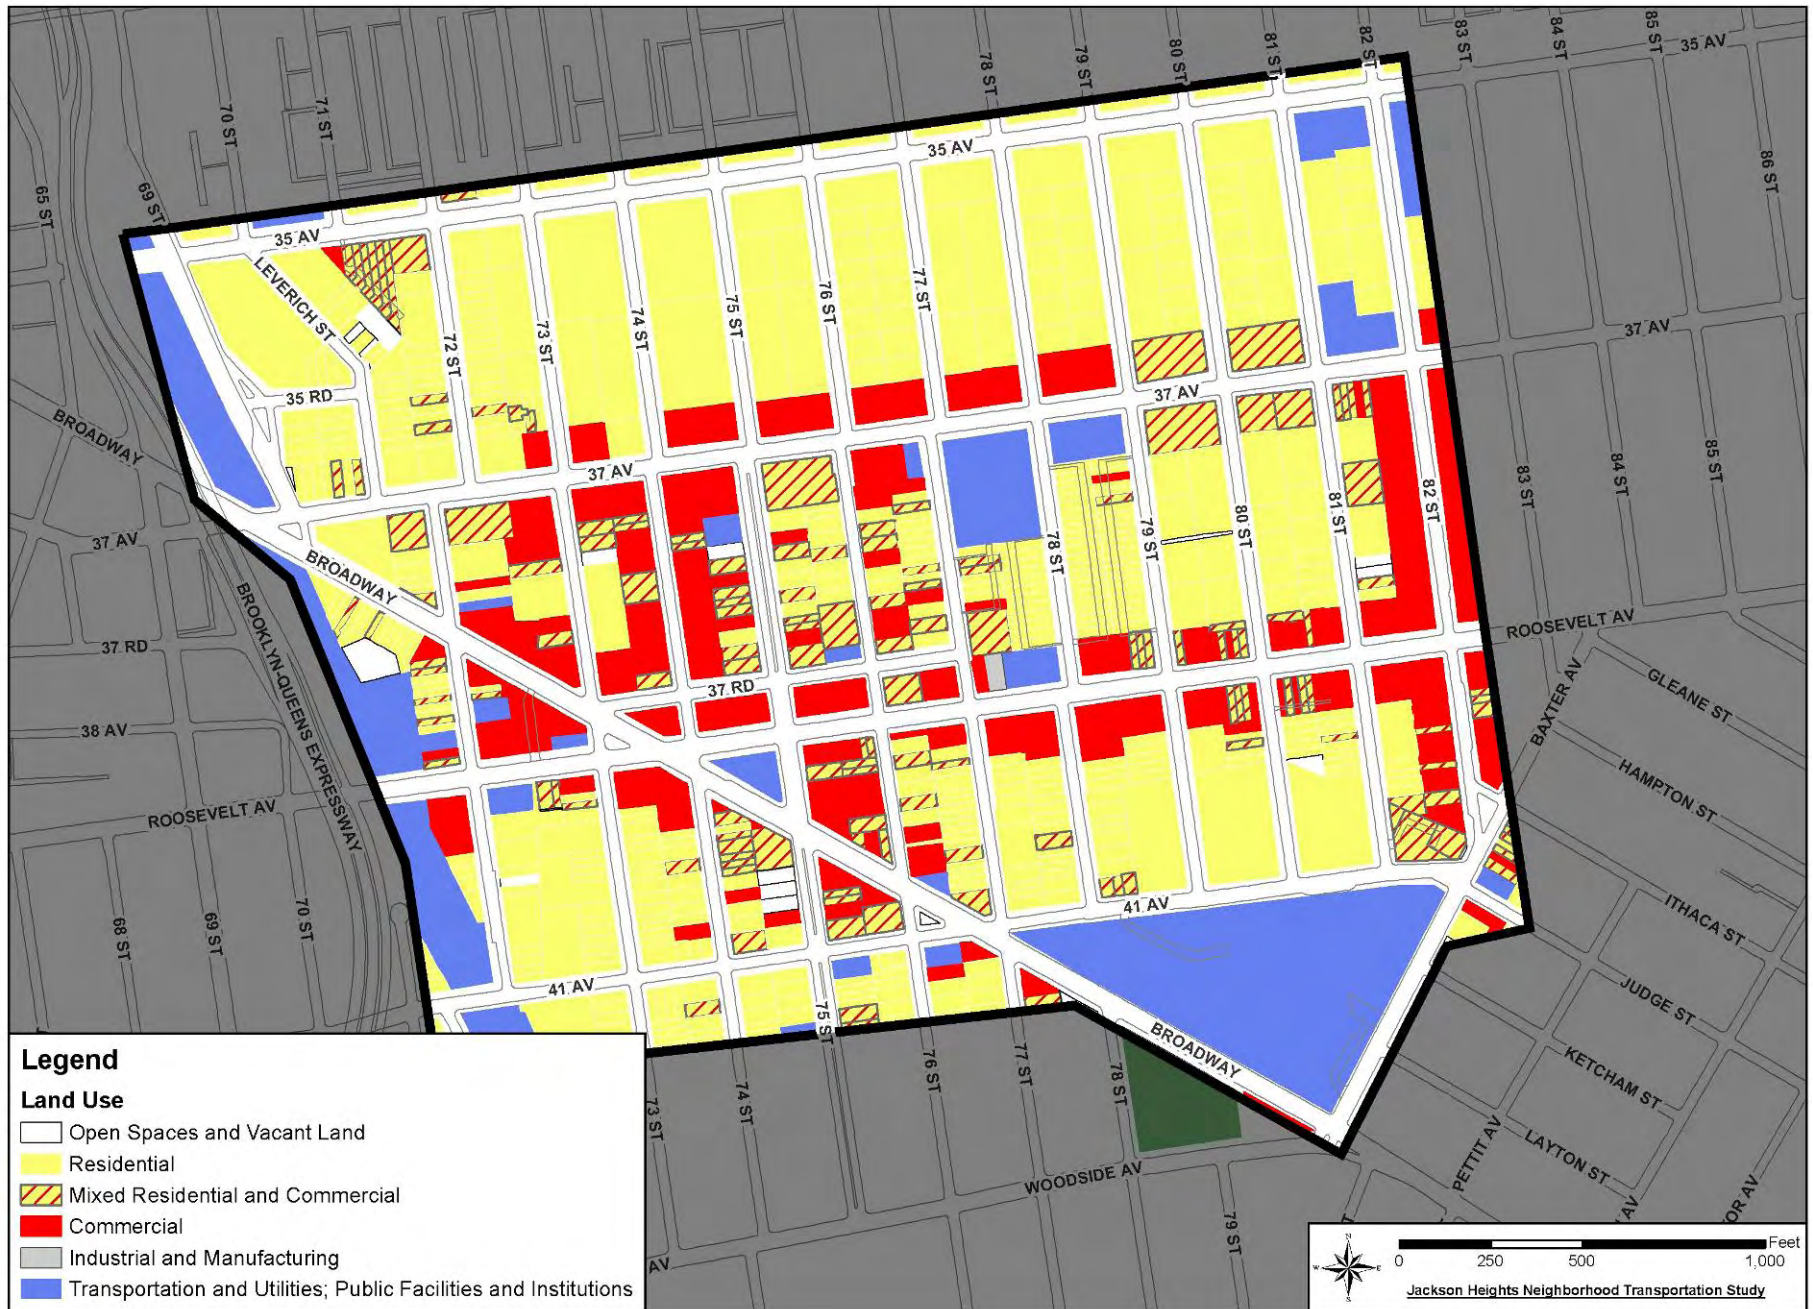 78 ST
79 ST
80 ST
81 ST
82 ST
83 ST
84 ST
85 ST
35 AV
70 ST
71 ST
69 ST
65 ST
86 ST
35 AV
35 AV
LEVERICH ST
72 ST
73 ST
74 ST
75 ST
76 ST
77 ST
37 AV
35 RD
37 AV
BROADWAY
37 AV
83 ST
84 ST
85 ST
78 ST
79 ST
80 ST
81 ST
82 ST
37 AV
BROADWAY
BROOKLYN-QUEENS EXPRESSWAY
37 RD
ROOSEVELT AV
37 RD
GLEANE ST
BAXTER AV
38 AV
HAMPTON ST
ROOSEVELT AV
41 AV
ITHACA ST
68 ST
69 ST
70 ST
41 AV
75 ST
JUDGE ST
BROADWAY
KETCHAM ST
76 ST
77 ST
78 ST
73 ST
74 ST
LAYTON ST
PETTIT AV
WOODSIDE AV
79 ST
AV
AV
OR AV
Legend
Land Use
Open Spaces and Vacant Land
Residential
Mixed Residential and Commercial
Commercial
Industrial and Manufacturing
Transportation and Utilities; Public Facilities and Institutions
N
W E
S
Feet
0 250 500 1,000
Jackson Heights Neighborhood Transportation Study